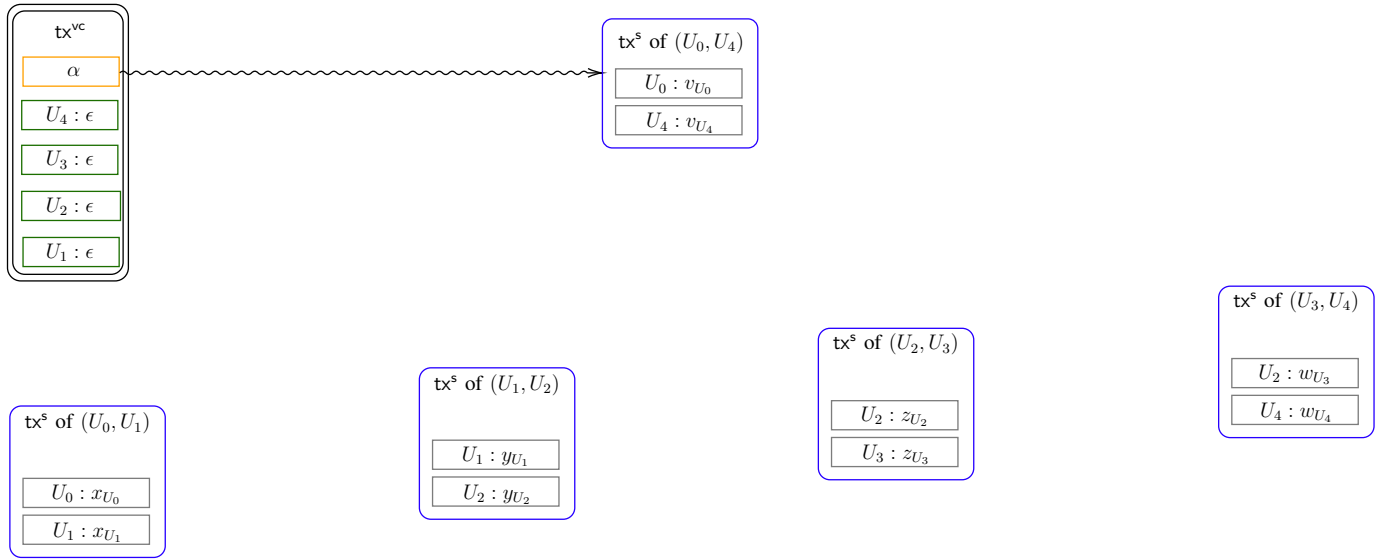 tx^vc
α
U_4 : ϵ
U_3 : ϵ
U_2 : ϵ
U_1 : ϵ
tx^s of (U_0, U_4)
U_0 : v_{U_0}
U_4 : v_{U_4}
tx^s of (U_3, U_4)
U_2 : w_{U_3}
U_4 : w_{U_4}
tx^s of (U_2, U_3)
U_2 : z_{U_2}
U_3 : z_{U_3}
tx^s of (U_1, U_2)
U_1 : y_{U_1}
U_2 : y_{U_2}
tx^s of (U_0, U_1)
U_0 : x_{U_0}
U_1 : x_{U_1}